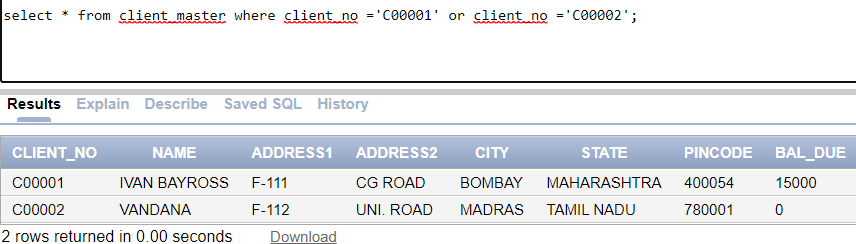 select * from client_master where client_no ='C00001' or client_no ='C00002';
Results Explain Describe Saved SQL History
CLIENT_NO NAME ADDRESS1 ADDRESS2 CITY STATE PINCODE BAL_DUE
C00001 IVAN BAYROSS F-111 CG ROAD BOMBAY MAHARASHTRA 400054 15000
C00002 VANDANA F-112 UNI. ROAD MADRAS TAMIL NADU 780001 0
2 rows returned in 0.00 seconds Download